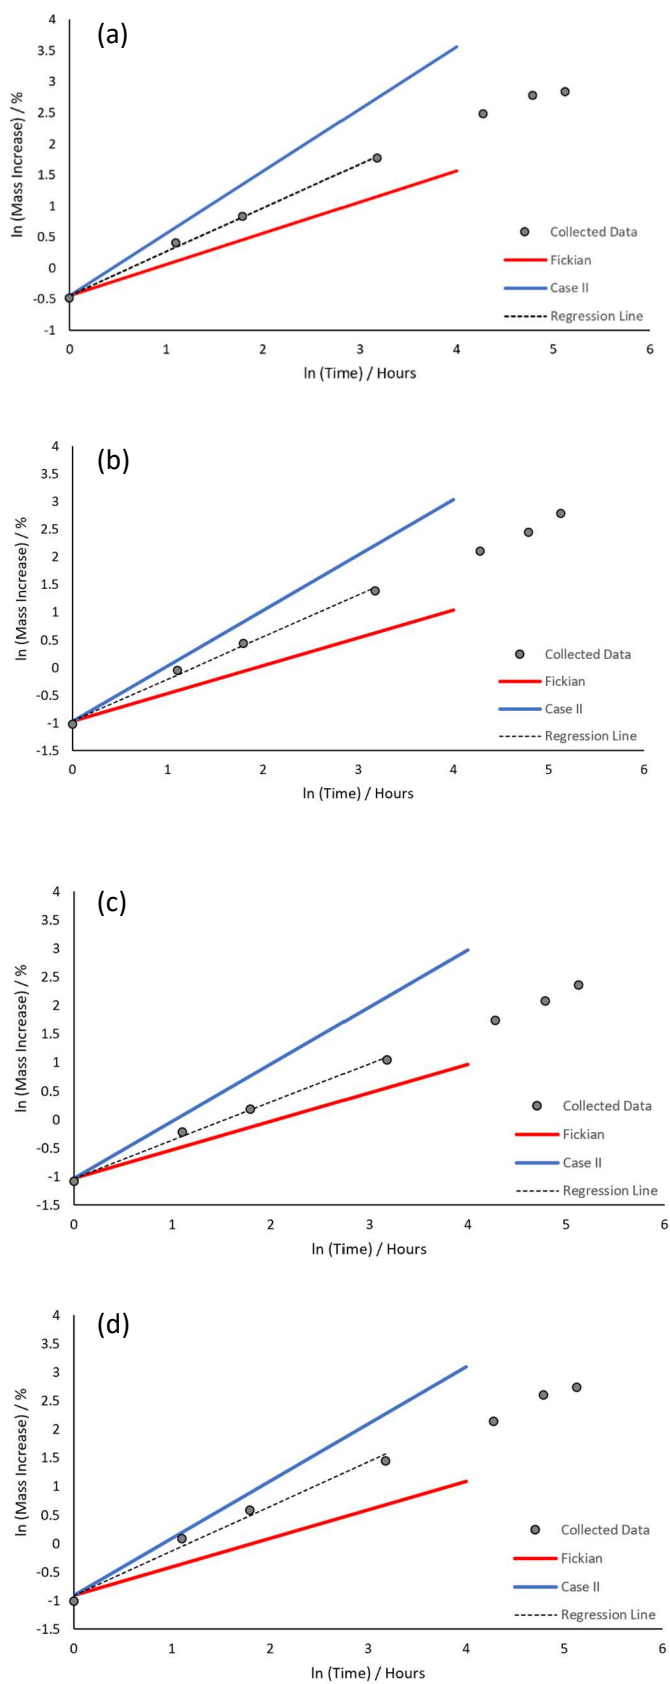 (a)
4
3.5
3
2.5
2
1.5
1
0.5
0
-0.5
-1
ln (Mass Increase) / %
0 1 2 3 4 5 6
ln (Time) / Hours
Collected Data
Fickian
Case II
Regression Line
(b)
4
3.5
3
2.5
2
1.5
1
0.5
0
-0.5
-1
-1.5
ln (Mass Increase) / %
0 1 2 3 4 5 6
ln (Time) / Hours
Collected Data
Fickian
Case II
Regression Line
(c)
4
3.5
3
2.5
2
1.5
1
0.5
0
-0.5
-1
-1.5
ln (Mass Increase) / %
0 1 2 3 4 5 6
ln (Time) / Hours
Collected Data
Fickian
Case II
Regression Line
(d)
4
3.5
3
2.5
2
1.5
1
0.5
0
-0.5
-1
-1.5
ln (Mass Increase) / %
0 1 2 3 4 5 6
ln (Time) / Hours
Collected Data
Fickian
Case II
Regression Line